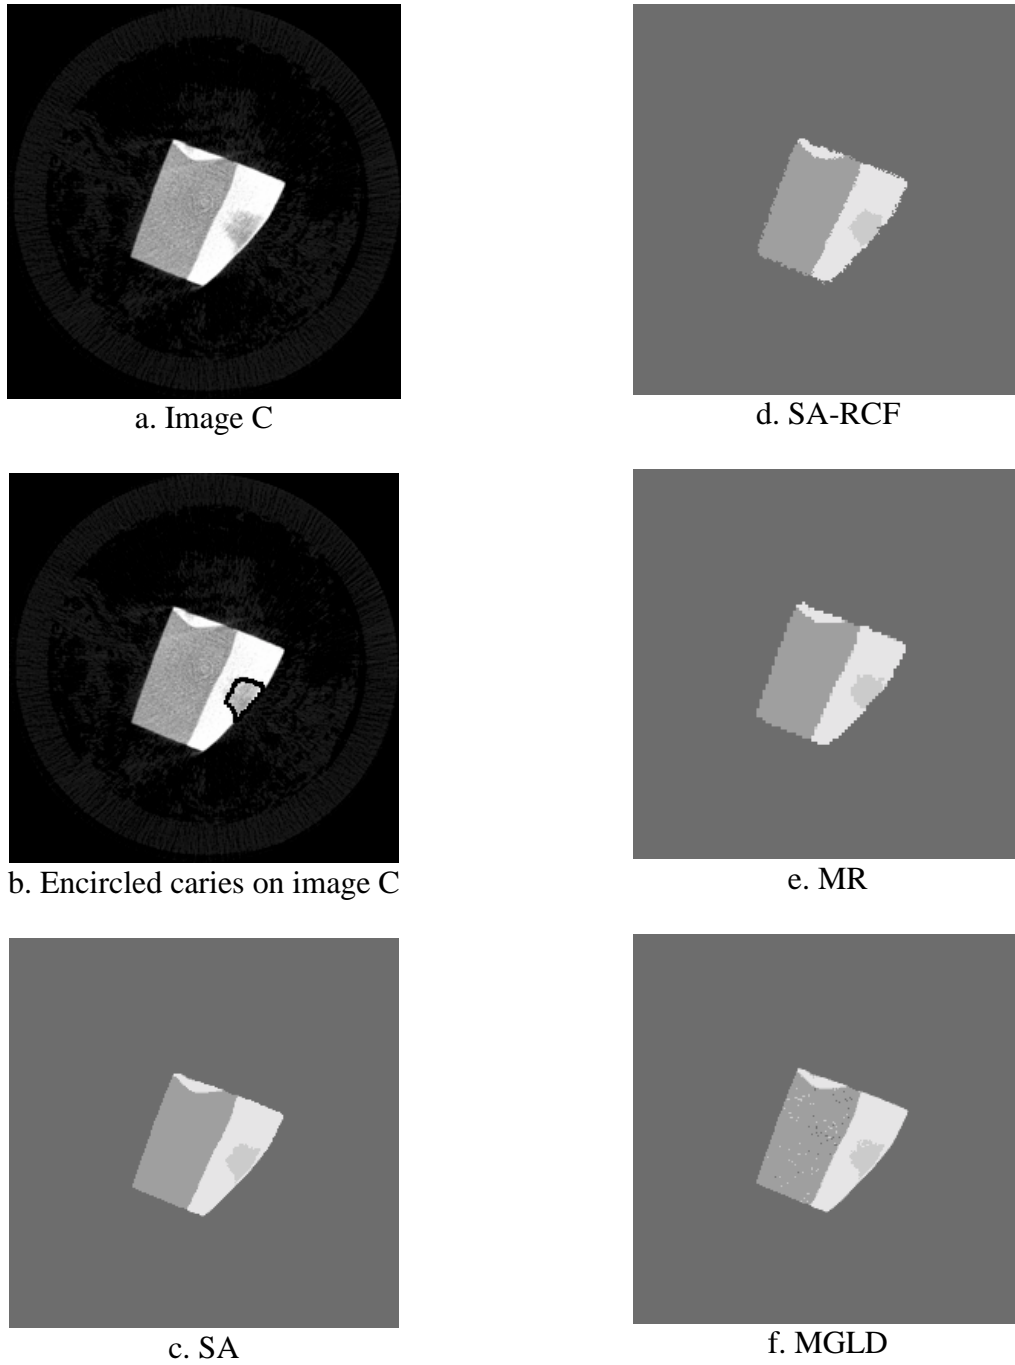 a. Image C
d. SA-RCF
b. Encircled caries on image C
e. MR
c. SA
f. MGLD